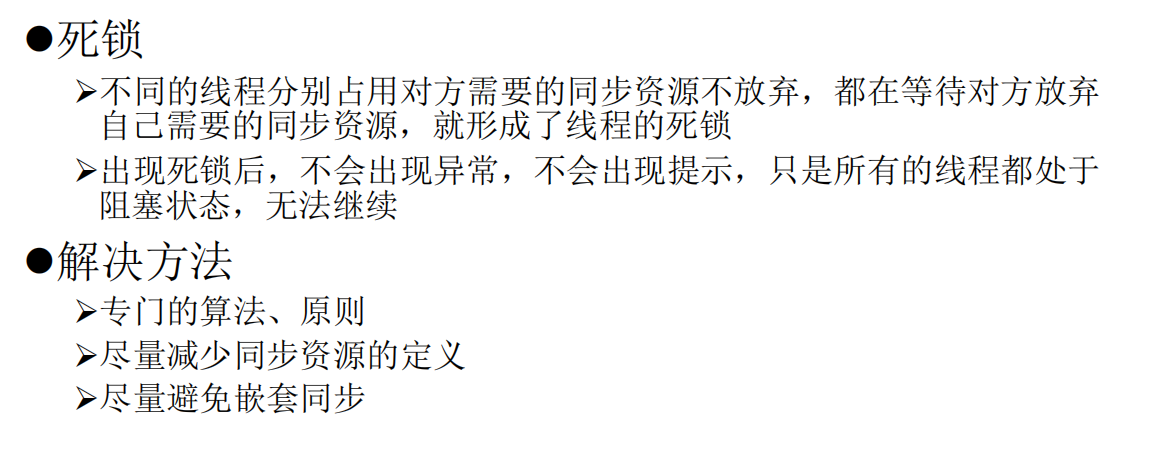 ●死锁
➢不同的线程分别占用对方需要的同步资源不放弃，都在等待对方放弃
自己需要的同步资源，就形成了线程的死锁
➢出现死锁后，不会出现异常，不会出现提示，只是所有的线程都处于
阻塞状态，无法继续
●解决方法
➢专门的算法、原则
➢尽量减少同步资源的定义
➢尽量避免嵌套同步